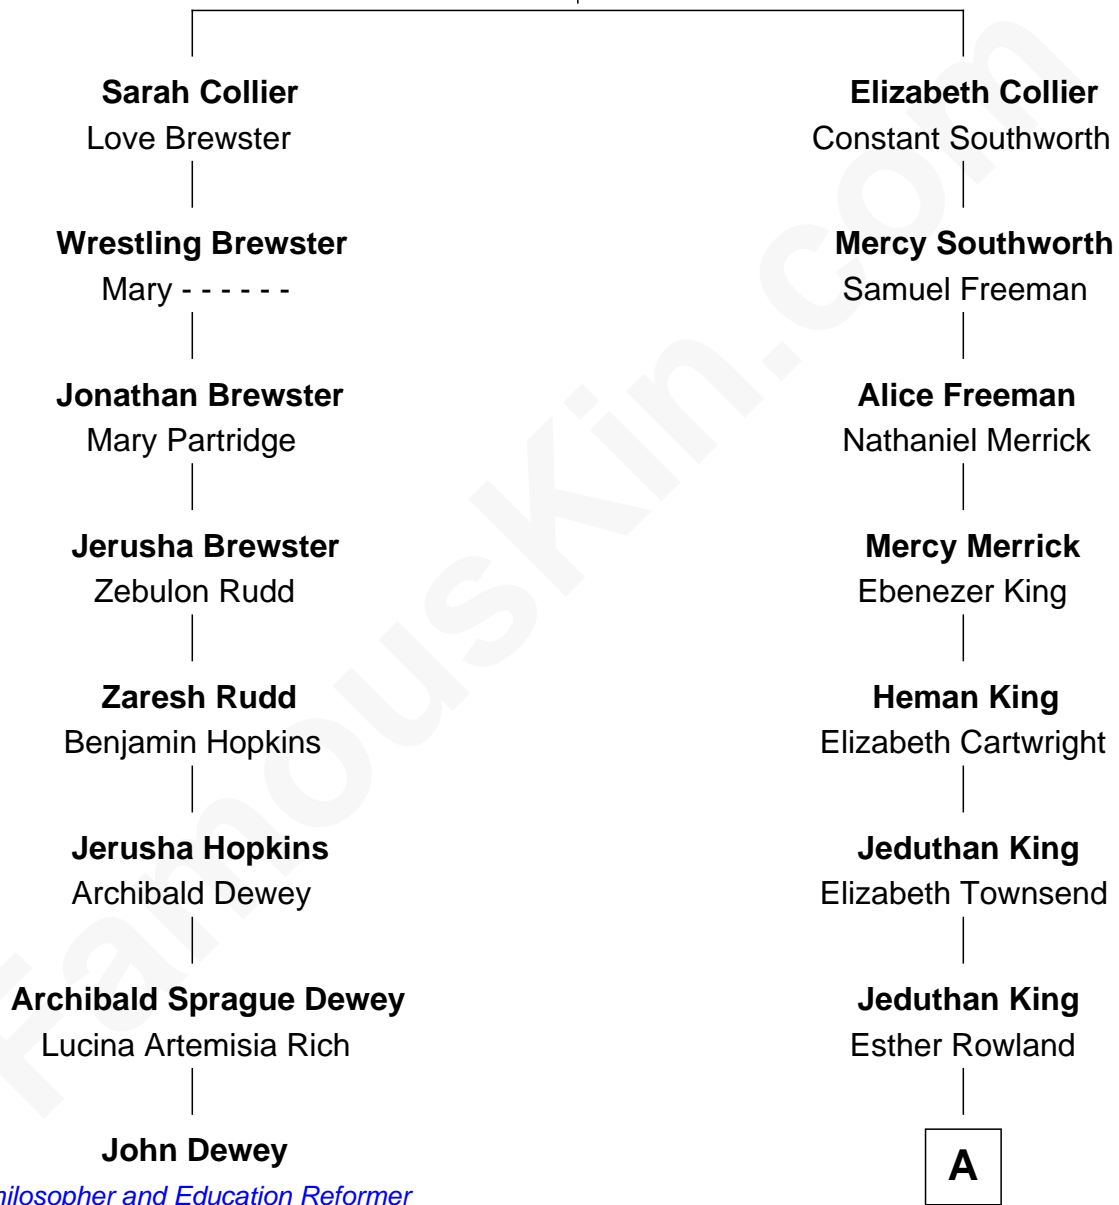 Sarah Collier
Love Brewster
Wrestling Brewster
Mary - - - - - -
Jonathan Brewster
Mary Partridge
Jerusha Brewster
Zebulon Rudd
Zaresh Rudd
Benjamin Hopkins
Jerusha Hopkins
Archibald Dewey
Archibald Sprague Dewey
Lucina Artemisia Rich
John Dewey
and Education Reformer
Elizabeth Collier
Constant Southworth
Mercy Southworth
Samuel Freeman
Alice Freeman
Nathaniel Merrick
Mercy Merrick
Ebenezer King
Heman King
Elizabeth Cartwright
Jeduthan King
Elizabeth Townsend
Jeduthan King
Esther Rowland
A
FamousKin.com